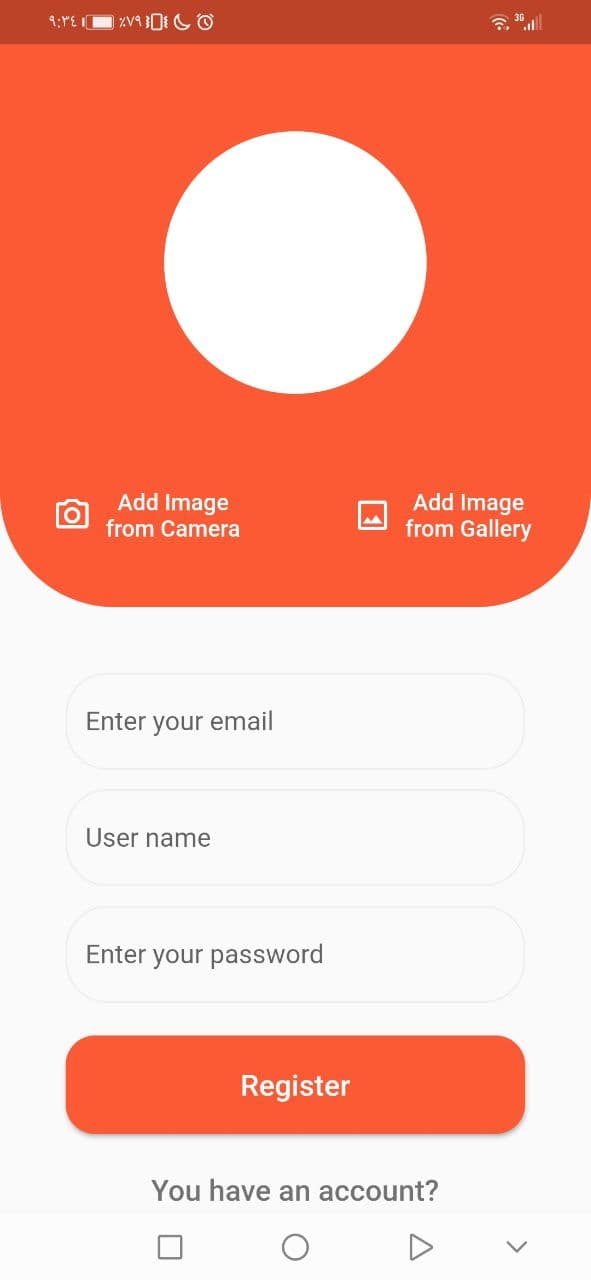 ٩:٣٤ ٪٧٩ 3G
Add Image
from Camera
Add Image
from Gallery
Enter your email
User name
Enter your password
Register
You have an account?